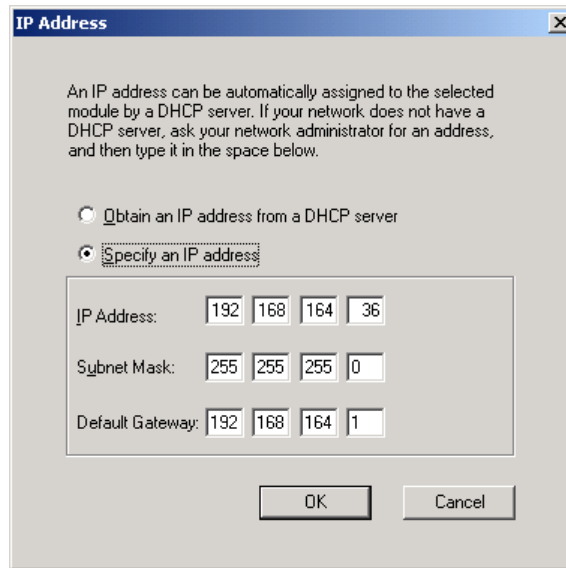 IP Address
An IP address can be automatically assigned to the selected
module by a DHCP server. If your network does not have a
DHCP server, ask your network administrator for an address,
and then type it in the space below.
Obtain an IP address from a DHCP server
Specify an IP address
IP Address: 192 168 164 36
Subnet Mask: 255 255 255 0
Default Gateway: 192 168 164 1
OK Cancel